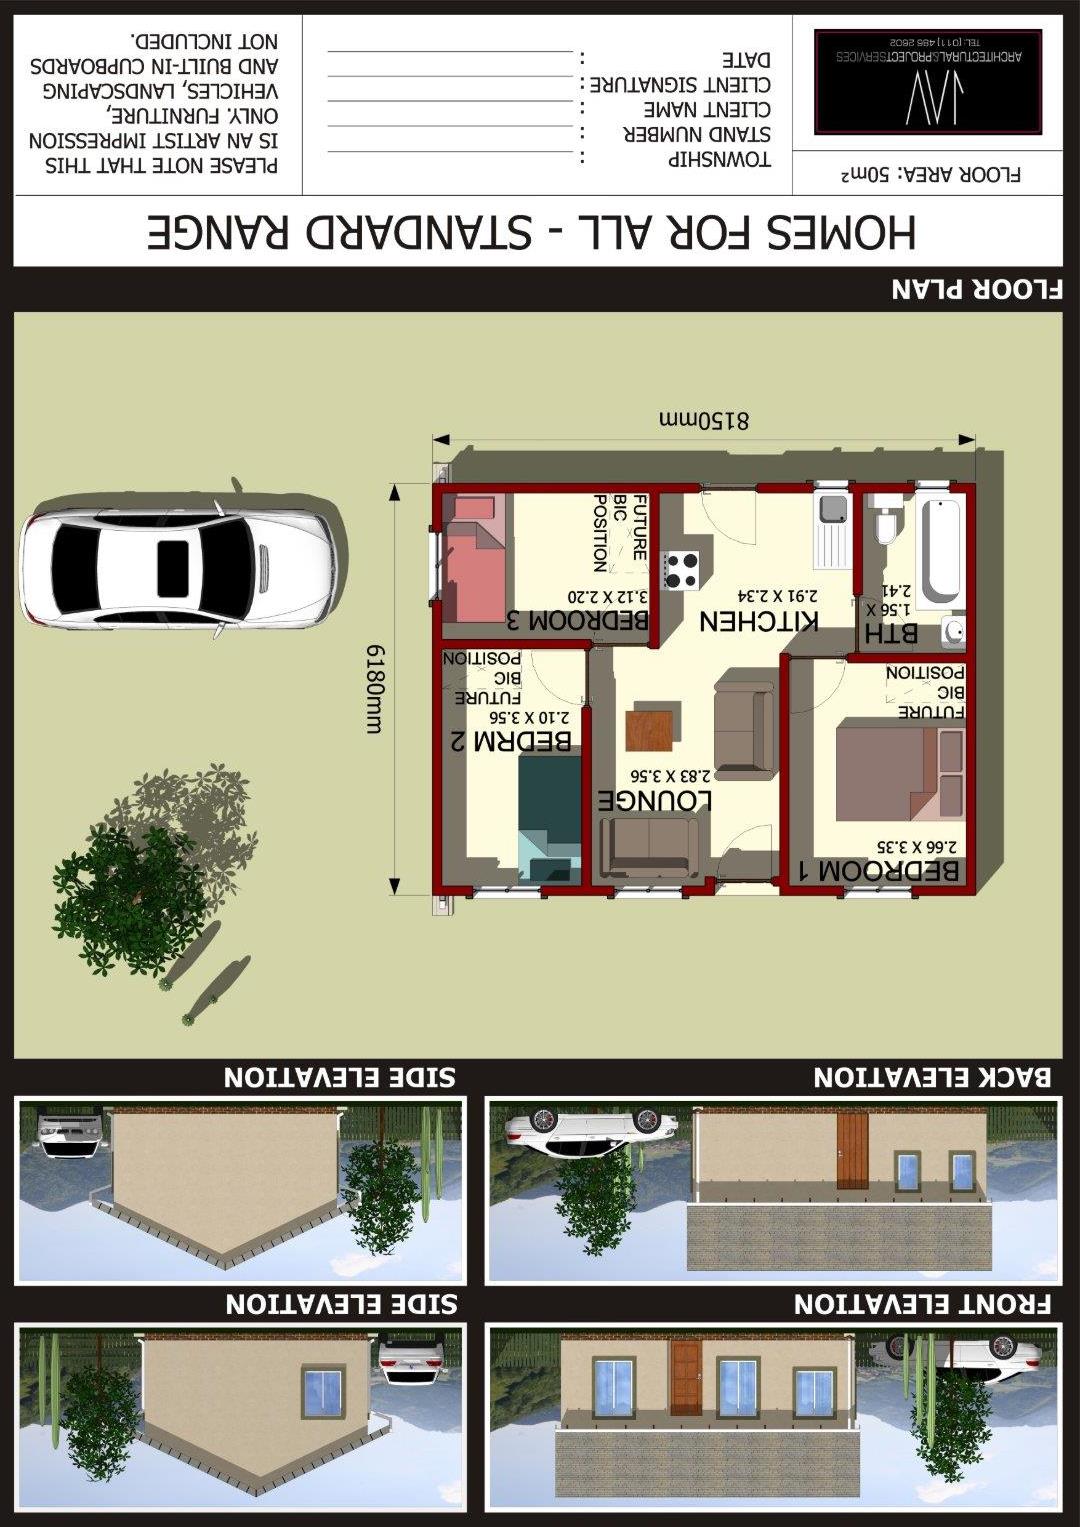 FRONT ELEVATION
SIDE ELEVATION
BACK ELEVATION
SIDE ELEVATION
BEDROOM 1
2.66 X 3.35
FUTURE
BIC
POSITION
LOUNGE
2.83 X 3.56
BEDRM 2
2.10 X 3.56
FUTURE
BIC
POSITION
6180mm
BTH
1.56 X
2.41
KITCHEN
2.91 X 2.34
BEDROOM 3
3.12 X 2.20
FUTURE
BIC
POSITION
8150mm
FLOOR PLAN
HOMES FOR ALL - STANDARD RANGE
FLOOR AREA: 50m²
ARCHITECTURAL&PROJECTSERVICES
TEL: (011) 486 2602
TOWNSHIP :
STAND NUMBER :
CLIENT NAME :
CLIENT SIGNATURE :
DATE :
PLEASE NOTE THAT THIS
IS AN ARTIST IMPRESSION
ONLY. FURNITURE,
VEHICLES, LANDSCAPING
AND BUILT-IN CUPBOARDS
NOT INCLUDED.